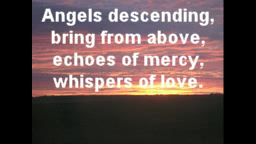 Angels descending,
bring from above,
echoes of mercy,
whispers of love.